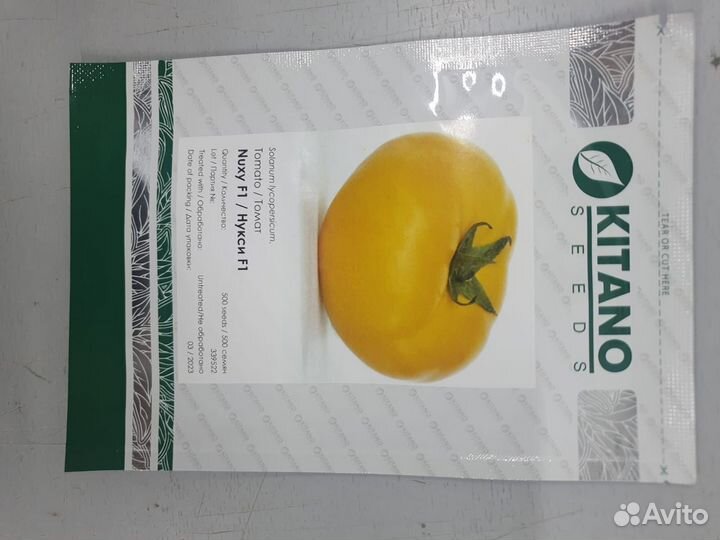 TEAR OR CUT HERE
KITANO
SEEDS
Solanum lycopersicum.
Tomato / Томат
Nuxy F1 / Нукси F1
Quantity / Количество: 500 seeds / 500 семян
Lot / Партия №: 339522
Treated with / Обработано: Untreated/Не обработано
Date of packing / Дата упаковки: 03 / 2023
Avito